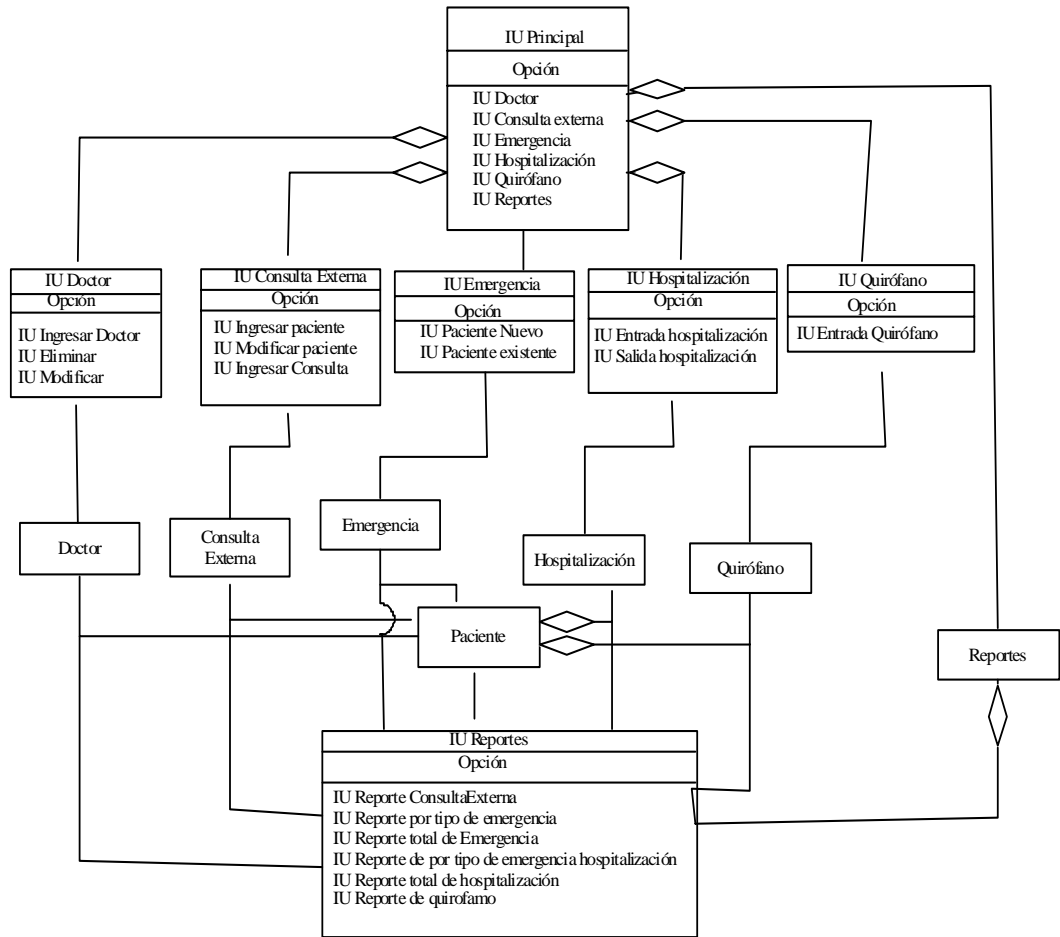 IU Principal
Opción
IU Doctor
IU Consulta externa
IU Emergencia
IU Hospitalización
IU Quirófano
IU Reportes
IU Doctor
Opción
IU Ingresar Doctor
IU Eliminar
IU Modificar
IU Consulta Externa
Opción
IU Ingresar paciente
IU Modificar paciente
IU Ingresar Consulta
IU Emergencia
Opción
IU Paciente Nuevo
IU Paciente existente
IU Hospitalización
Opción
IU Entrada hospitalización
IU Salida hospitalización
IU Quirófano
Opción
IU Entrada Quirófano
Doctor
Consulta
Externa
Emergencia
Hospitalización
Quirófano
Paciente
Reportes
IU Reportes
Opción
IU Reporte ConsultaExterna
IU Reporte por tipo de emergencia
IU Reporte total de Emergencia
IU Reporte de por tipo de emergencia hospitalización
IU Reporte total de hospitalización
IU Reporte de quirofamo